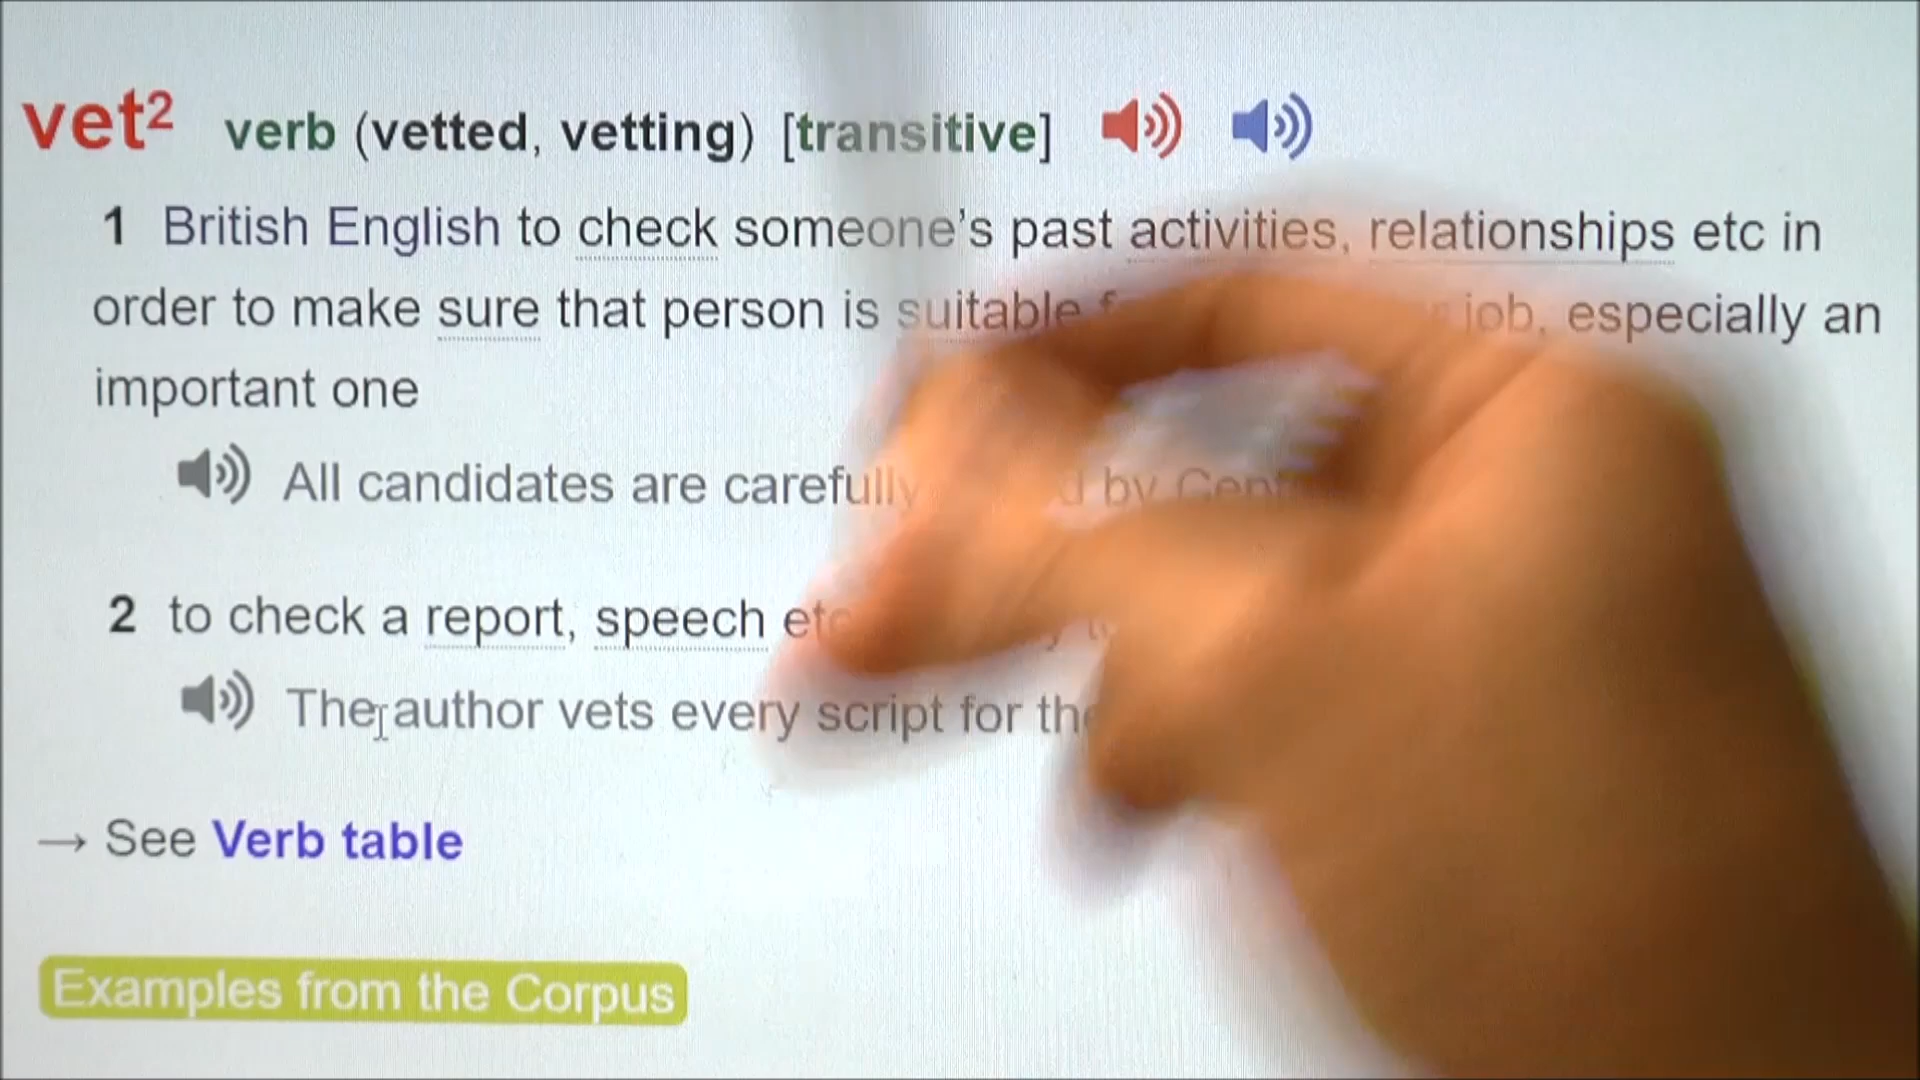 vet² verb (vetted, vetting) [transitive]
1 British English to check someone's past activities, relationships etc in
order to make sure that person is suitable job, especially an
important one
All candidates are carefully by
2 to check a report, speech etc
The author vets every script for the
→ See Verb table
Examples from the Corpus